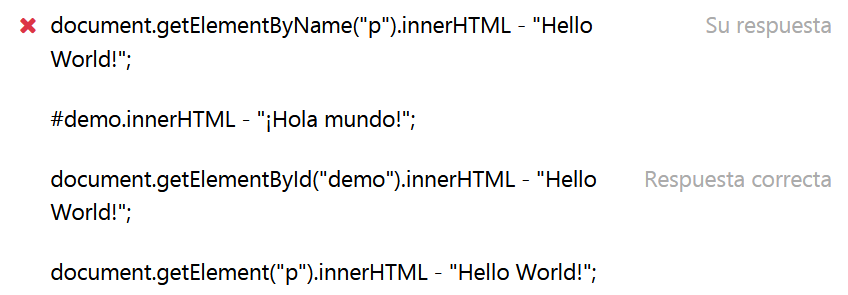 document.getElementByName("p").innerHTML - "Hello Su respuesta
World!";
#demo.innerHTML - "¡Hola mundo!";
document.getElementById("demo").innerHTML - "Hello Respuesta correcta
World!";
document.getElement("p").innerHTML - "Hello World!";